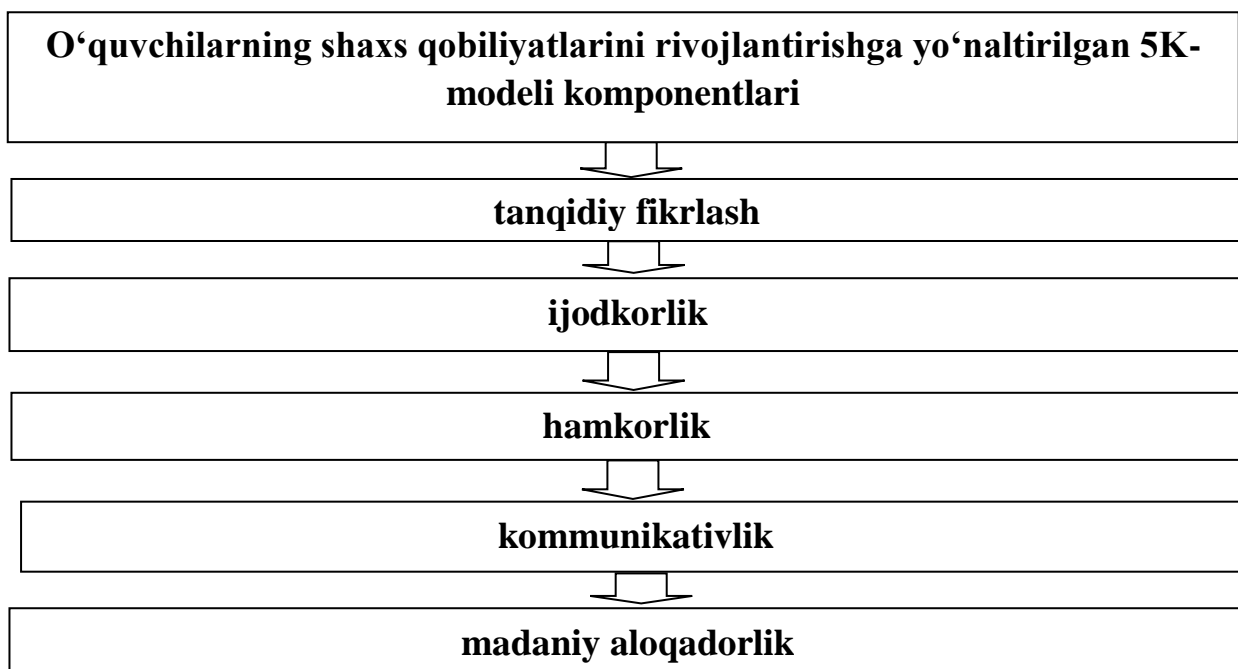 O‘quvchilarning shaxs qobiliyatlarini rivojlantirishga yo‘naltirilgan 5K-
modeli komponentlari
tanqidiy fikrlash
ijodkorlik
hamkorlik
kommunikativlik
madaniy aloqadorlik